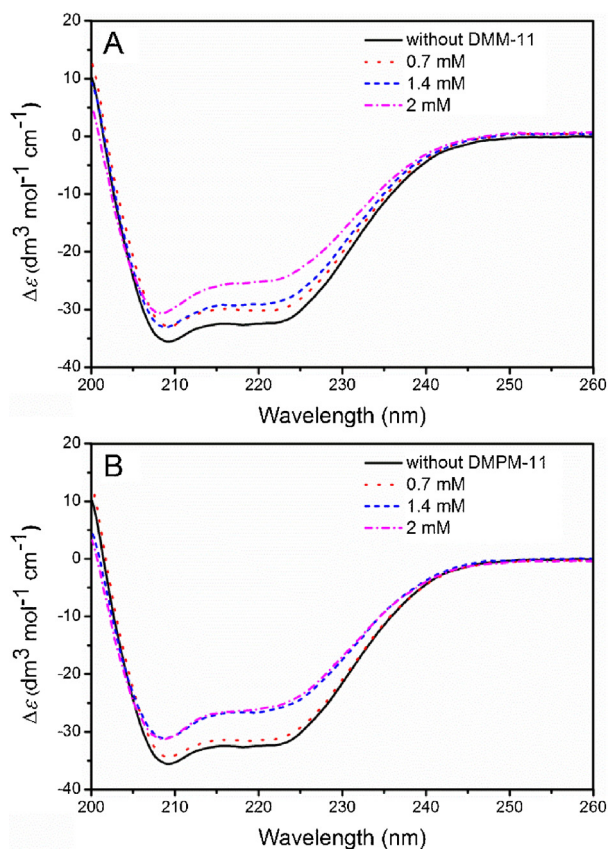 A
without DMM-11
0.7 mM
1.4 mM
2 mM
20
10
0
-10
-20
-30
-40
Δε (dm³ mol⁻¹ cm⁻¹)
200 210 220 230 240 250 260
Wavelength (nm)
B
without DMPM-11
0.7 mM
1.4 mM
2 mM
20
10
0
-10
-20
-30
-40
Δε (dm³ mol⁻¹ cm⁻¹)
200 210 220 230 240 250 260
Wavelength (nm)